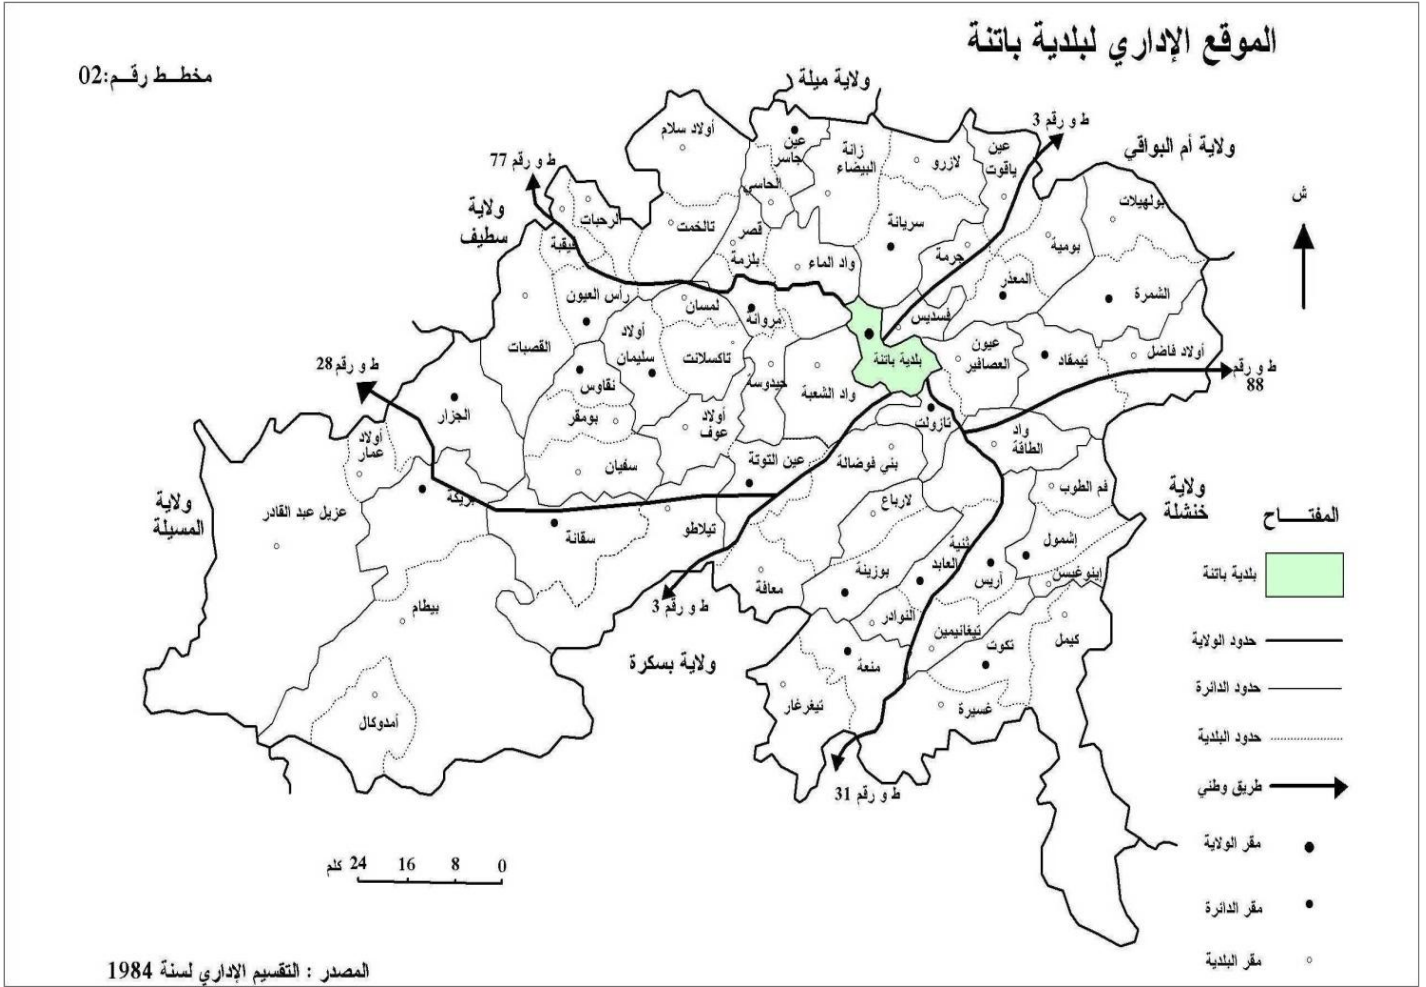 الموقع الإداري لبلدية باتنة
مخطـط رقـم:02
ولاية ميلة
ط و رقم 3
ولاية أم البواقي
ط و رقم 77
ولاية
سطيف
ش
أولاد سلام
عين
جاسر
زانة
البيضاء
لازرو
عين
ياقوت
بولهيلات
الحاسي
الرحبات
تالخمت
قصر
بلزمة
سريانة
بومية
قيقبة
واد الماء
جرمة
المعذر
الشمرة
رأس العيون
لمسان
مروانة
فسديس
القصبات
أولاد
سليمان
تاكسلانت
بلدية باتنة
عيون
العصافير
تيمقاد
أولاد فاضل
ط و رقم
88
ط و رقم 28
نقاوس
حيدوسة
واد الشعبة
الجزار
بومقر
أولاد
عوف
تازولت
واد
الطاقة
أولاد
عمار
سفيان
عين التوتة
بني فوضالة
بريكة
فم الطوب
ولاية
خنشلة
ولاية
المسيلة
عزيل عبد القادر
لارباع
سقانة
تيلاطو
ثنية
العابد
إشمول
بوزينة
آريس
إينوغيسن
معافة
بيطام
ط و رقم 3
النوادر
تيغانيمين
كيمل
تكوت
ولاية بسكرة
منعة
تيغرغار
غسيرة
أمدوكال
ط و رقم 31
المفتـــــاح
بلدية باتنة
حدود الولاية
حدود الدائرة
حدود البلدية
طريق وطني
مقر الولاية
مقر الدائرة
مقر البلدية
0 8 16 24 كلم
المصدر : التقسيم الإداري لسنة 1984